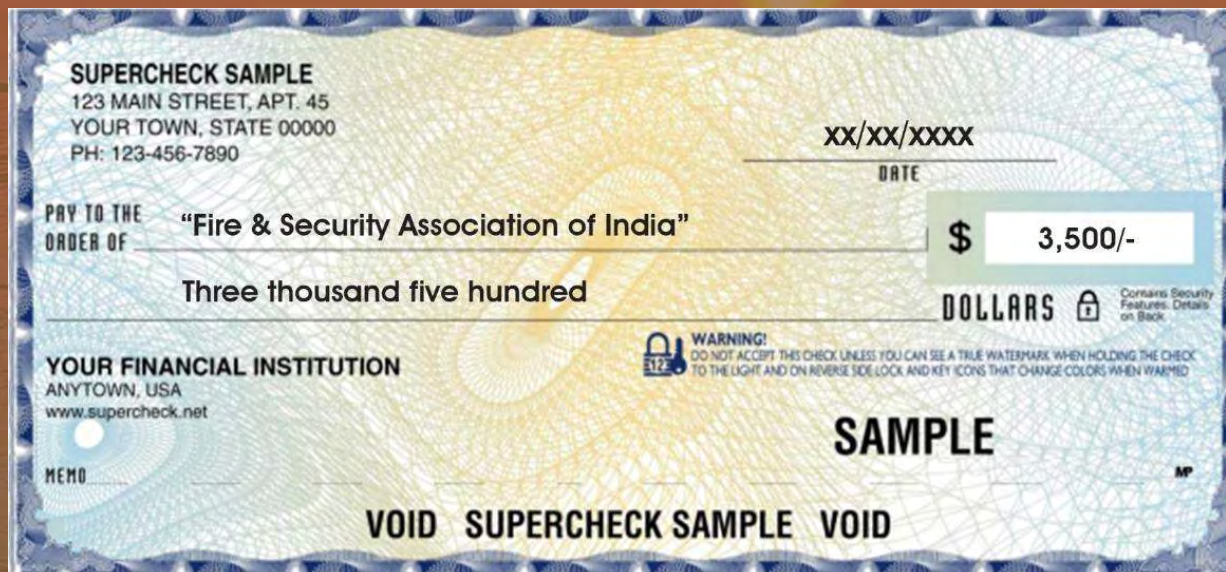 SUPERCHECK SAMPLE
123 MAIN STREET, APT. 45
YOUR TOWN, STATE 00000
PH: 123-456-7890
xx/xx/xxxx
DATE
PAY TO THE
ORDER OF
“Fire & Security Association of India”
$ 3,500/-
Three thousand five hundred
DOLLARS
Contains Security
Features. Details
on Back.
YOUR FINANCIAL INSTITUTION
ANYTOWN, USA
www.supercheck.net
WARNING!
DO NOT ACCEPT THIS CHECK UNLESS YOU CAN SEE A TRUE WATERMARK WHEN HOLDING THE CHECK
TO THE LIGHT AND ON REVERSE SIDE LOCK AND KEY ICONS THAT CHANGE COLORS WHEN WARMED
SAMPLE
MEMO
MP
VOID SUPERCHECK SAMPLE VOID